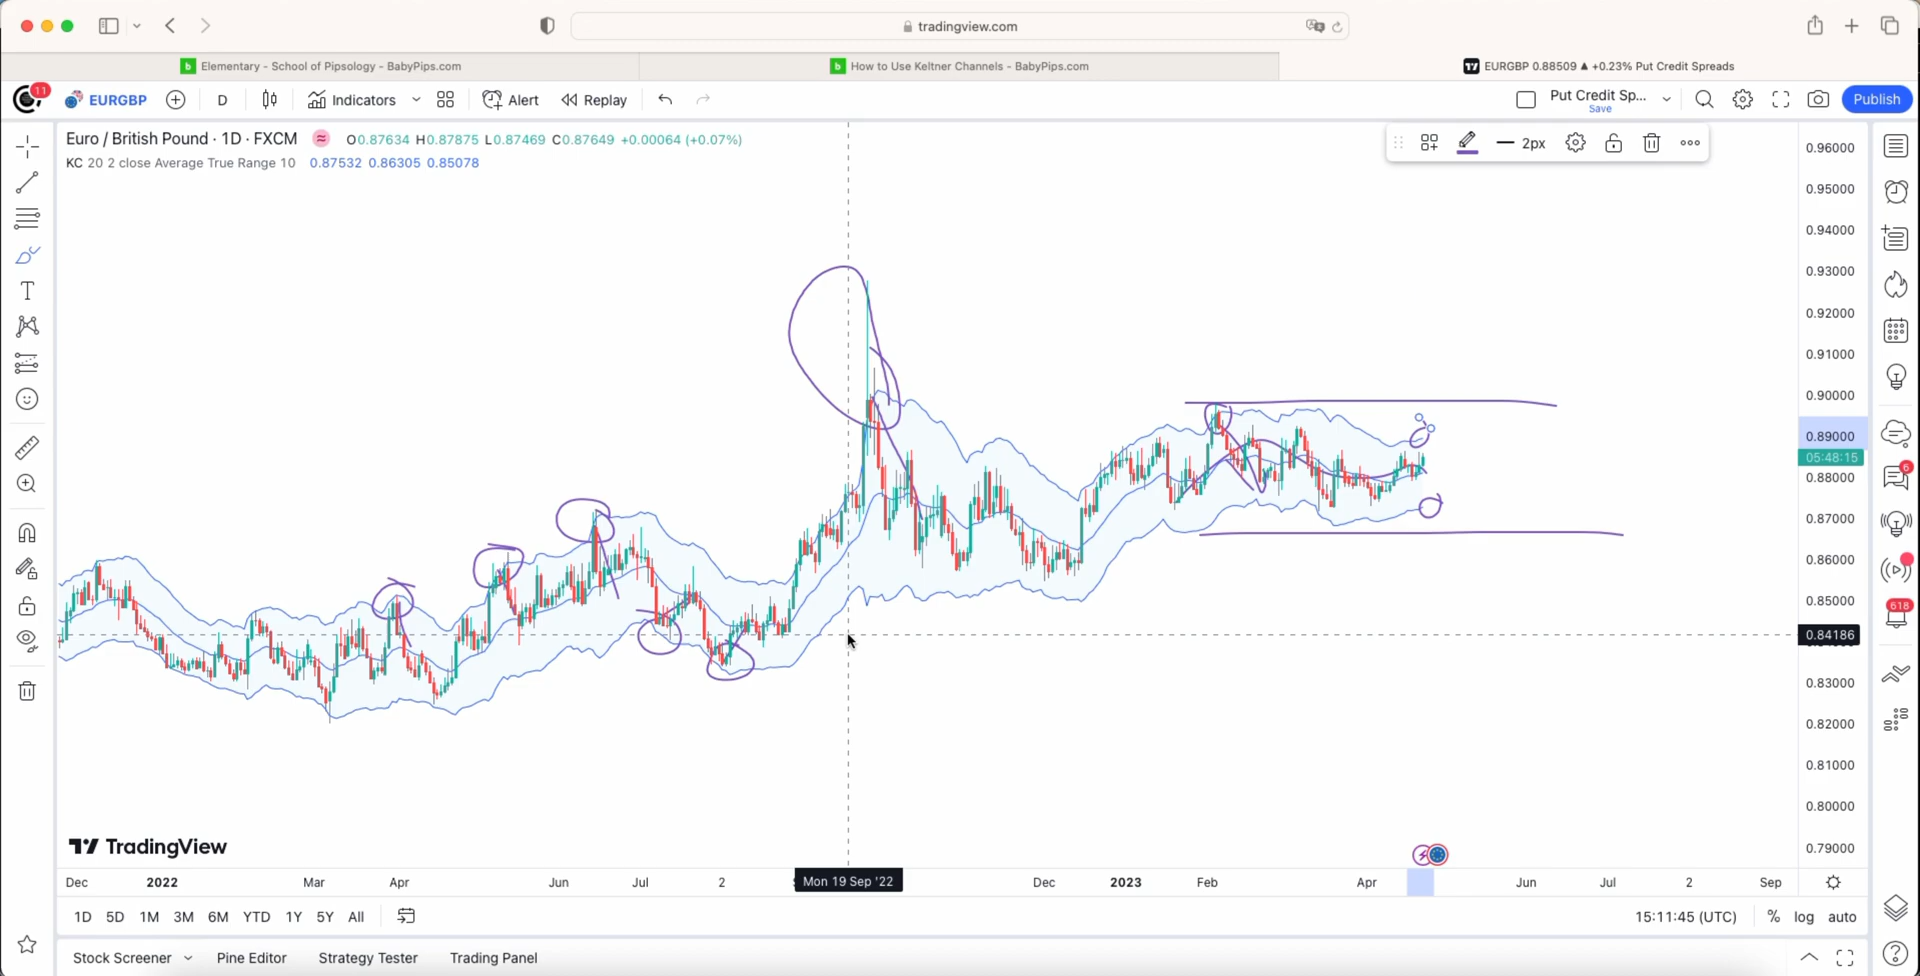 tradingview.com
Elementary - School of Pipsology - BabyPips.com
How to Use Keltner Channels - BabyPips.com
EURGBP 0.88509 ▲ +0.23% Put Credit Spreads
11
EURGBP
D
Indicators
Alert
Replay
Put Credit Sp...
Save
Publish
Euro / British Pound · 1D · FXCM
O0.87634 H0.87875 L0.87469 C0.87649 +0.00064 (+0.07%)
KC 20 2 close Average True Range 10 0.87532 0.86305 0.85078
2px
0.96000
0.95000
0.94000
0.93000
0.92000
0.91000
0.90000
0.89000
05:48:15
0.88000
0.87000
0.86000
0.85000
0.84186
0.83000
0.82000
0.81000
0.80000
0.79000
6
618
TradingView
Dec 2022 Mar Apr Jun Jul 2 Mon 19 Sep '22 Dec 2023 Feb Apr Jun Jul 2 Sep
1D 5D 1M 3M 6M YTD 1Y 5Y All
15:11:45 (UTC) % log auto
Stock Screener Pine Editor Strategy Tester Trading Panel